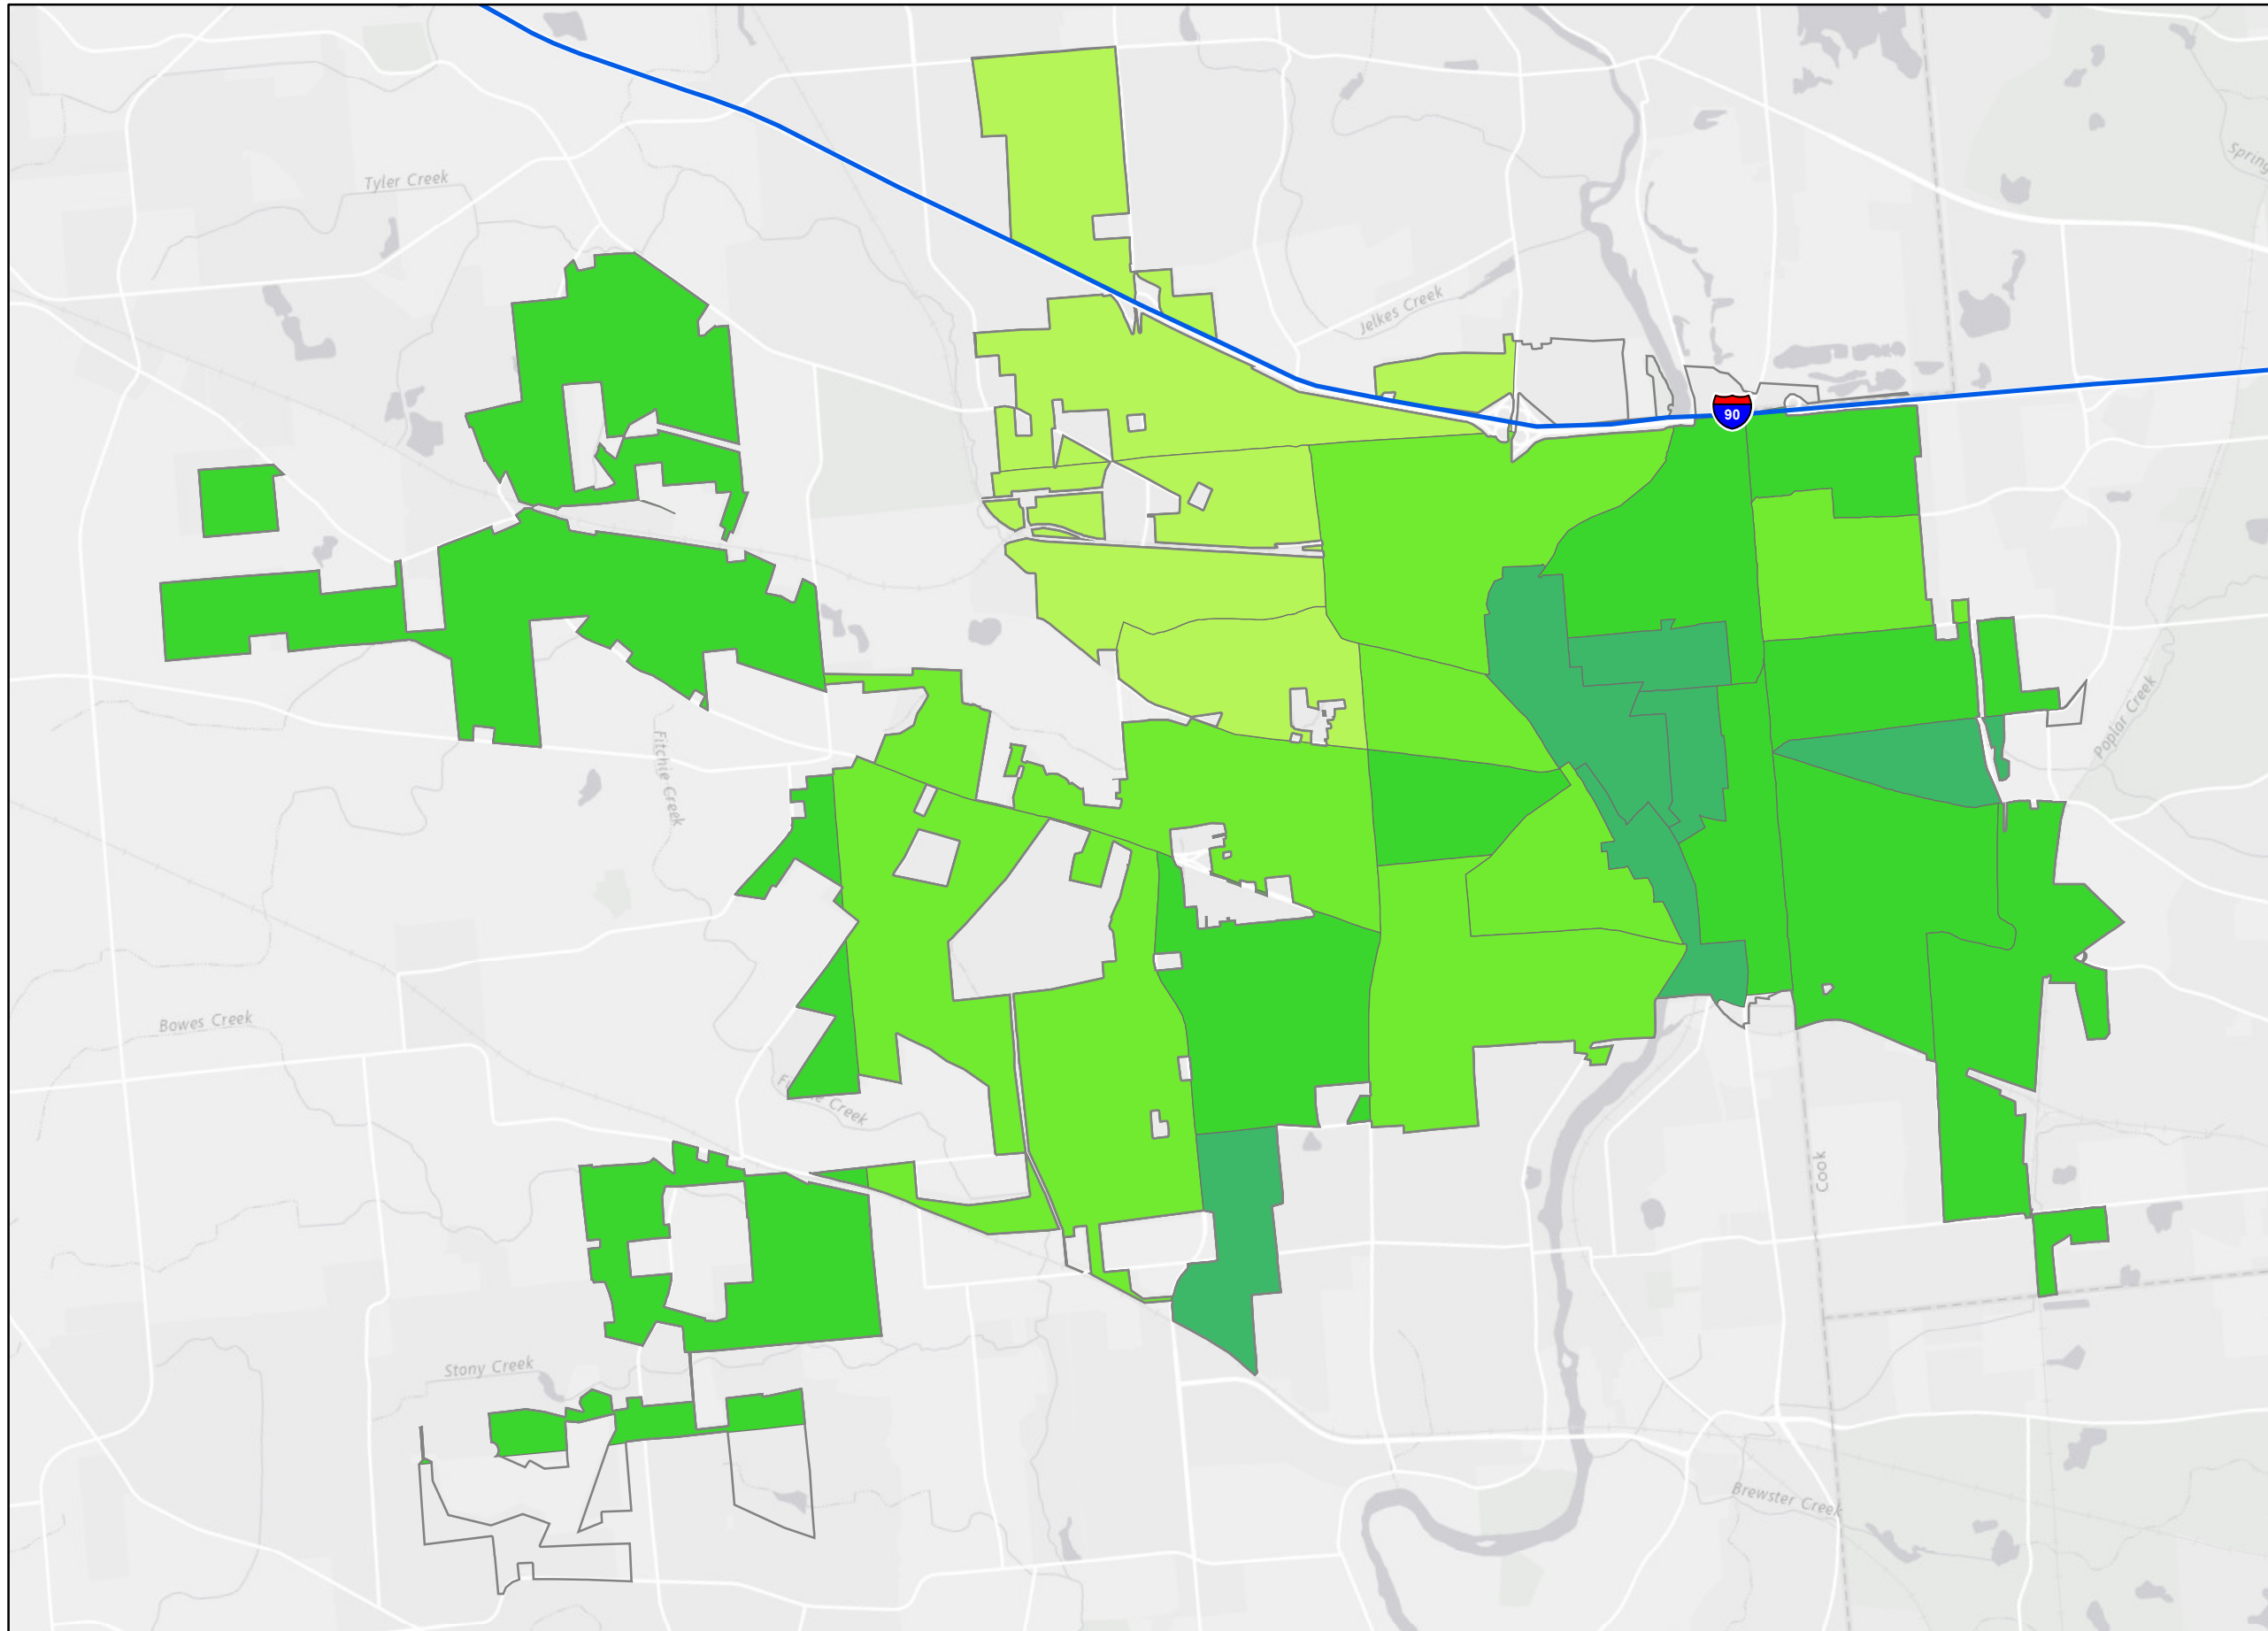 Tyler Creek
Spring
Jelkes Creek
90
Poplar Creek
Fitchie Creek
Bowes Creek
Creek
Cook
Stony Creek
Brewster Creek